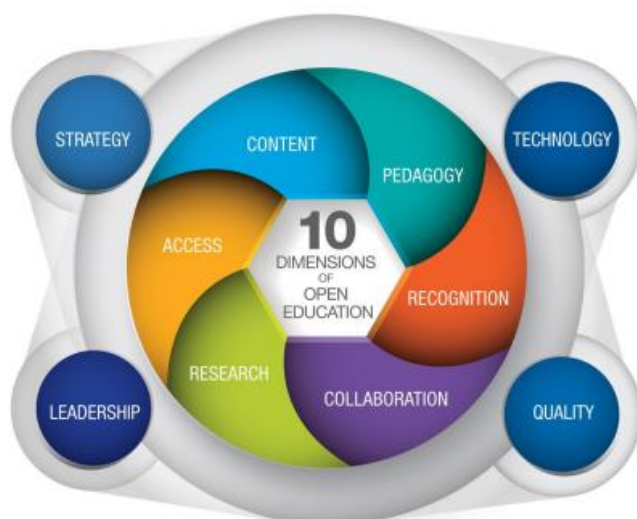 STRATEGY
CONTENT
TECHNOLOGY
PEDAGOGY
ACCESS
10
DIMENSIONS
OF
OPEN
EDUCATION
RECOGNITION
RESEARCH
COLLABORATION
LEADERSHIP
QUALITY